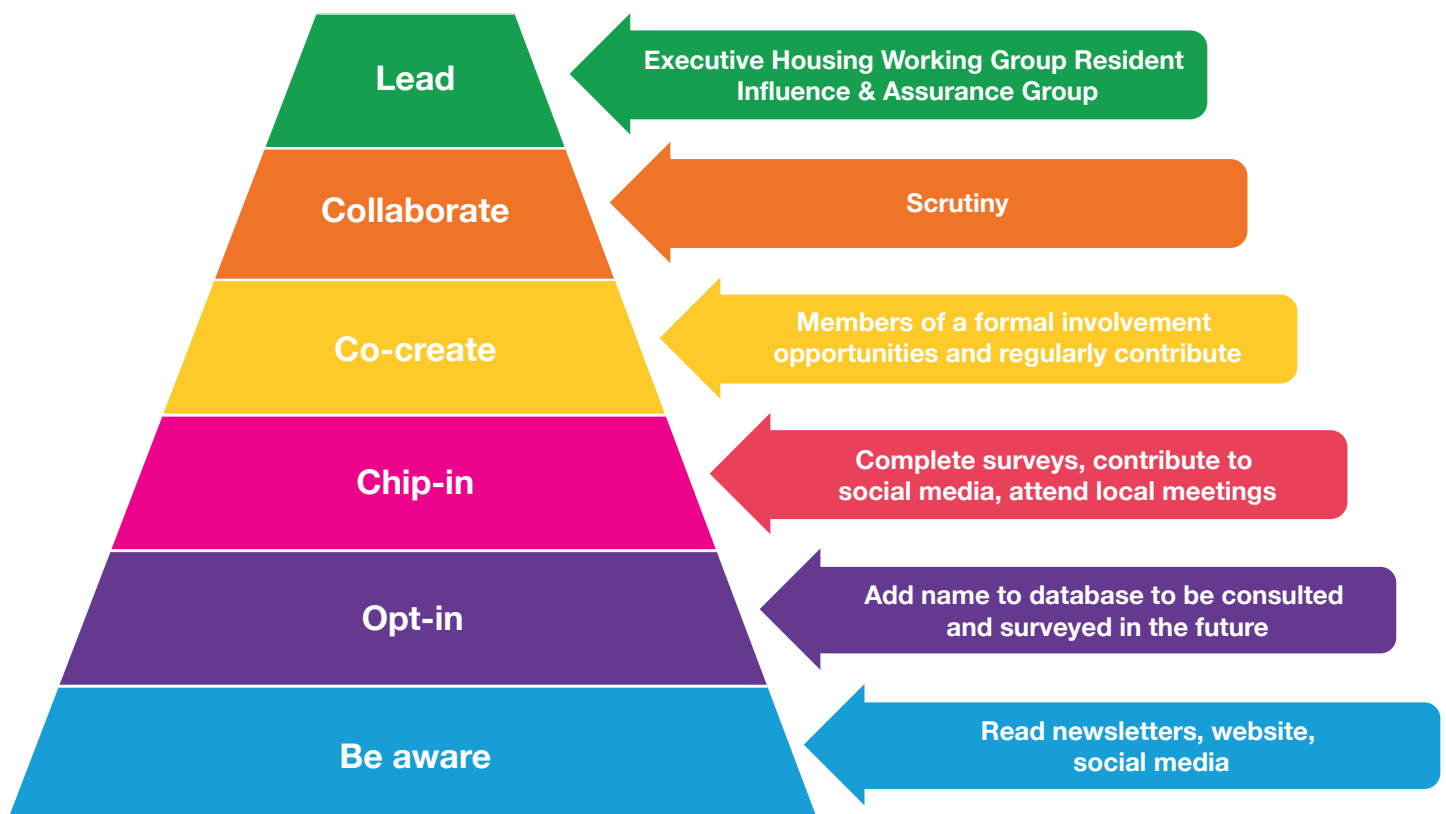 Lead
Executive Housing Working Group Resident
Influence & Assurance Group
Collaborate
Scrutiny
Co-create
Members of a formal involvement
opportunities and regularly contribute
Chip-in
Complete surveys, contribute to
social media, attend local meetings
Opt-in
Add name to database to be consulted
and surveyed in the future
Be aware
Read newsletters, website,
social media